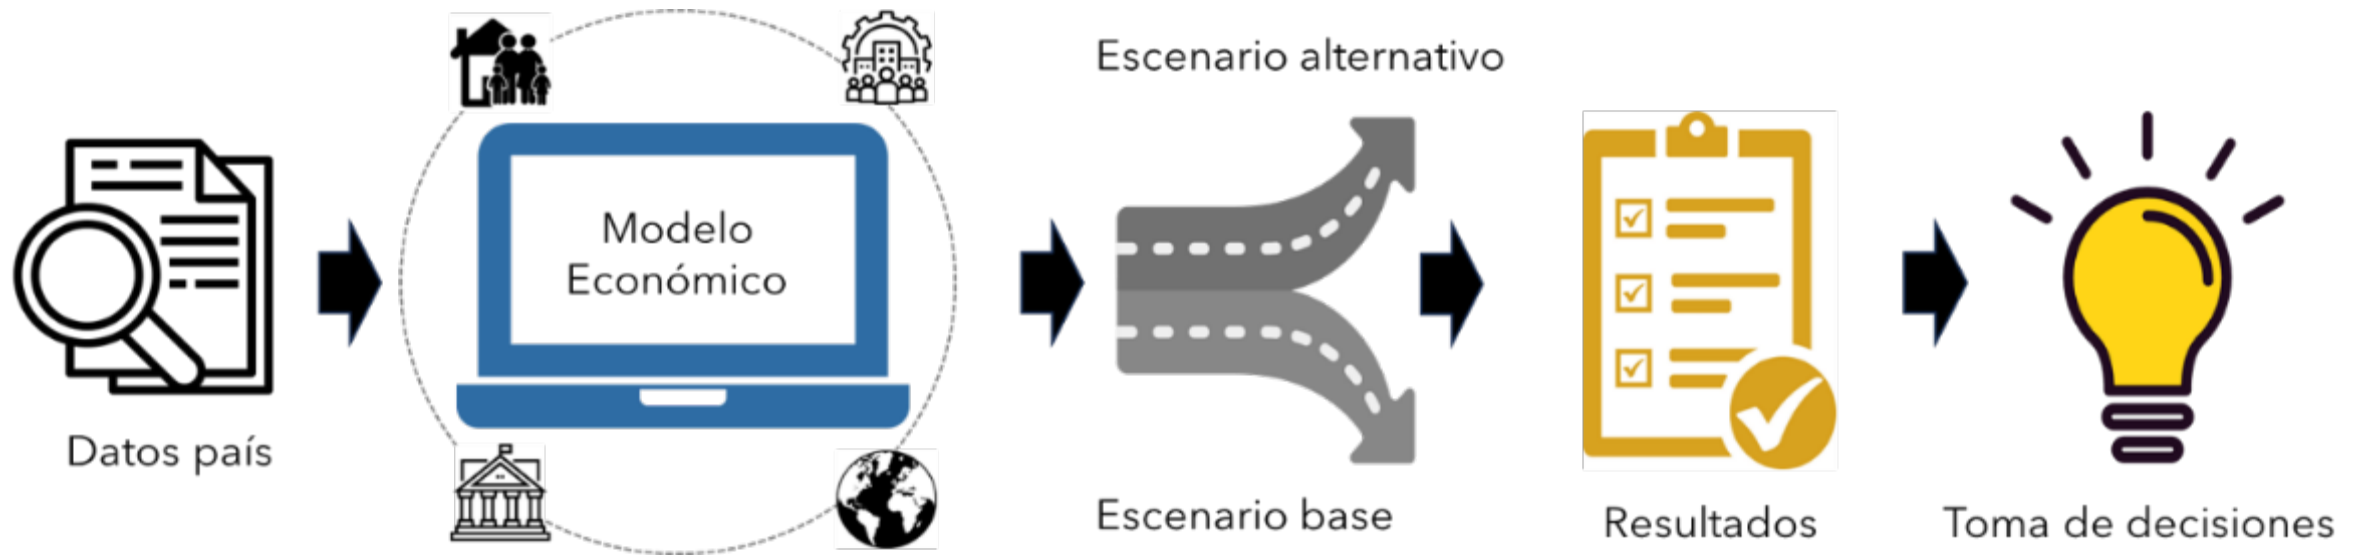 Datos país
Modelo
Económico
Escenario alternativo
Escenario base
Resultados
Toma de decisiones